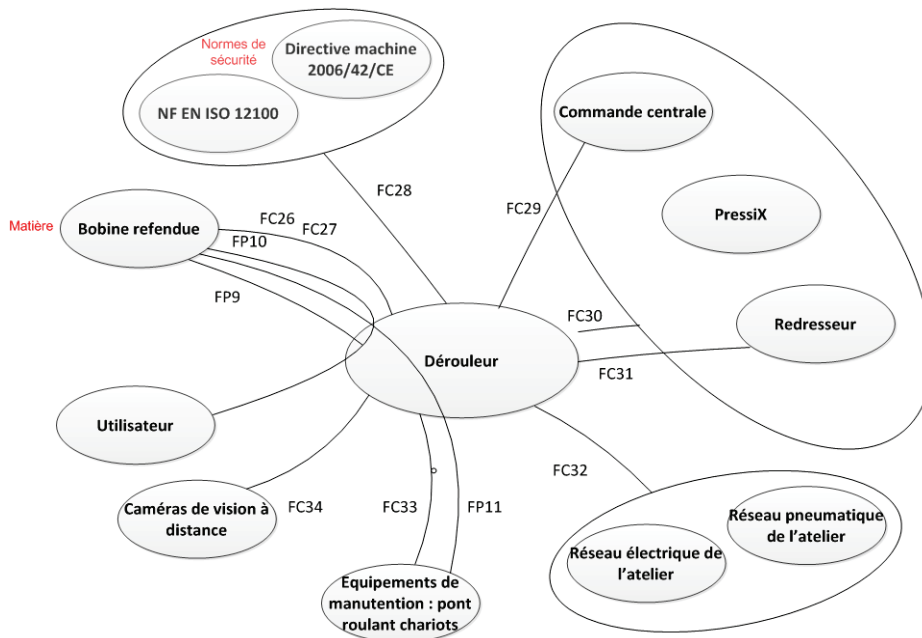 Normes de
sécurité
Directive machine
2006/42/CE
NF EN ISO 12100
Commande centrale
FC28
FC29
PressiX
Matière
Bobine refendue
FC26
FC27
FP10
FP9
FC30
Redresseur
Dérouleur
FC31
Utilisateur
FC32
Caméras de vision à
distance
FC34
FC33
FP11
Réseau pneumatique
de l'atelier
Réseau électrique de
l'atelier
Equipements de
manutention : pont
roulant chariots